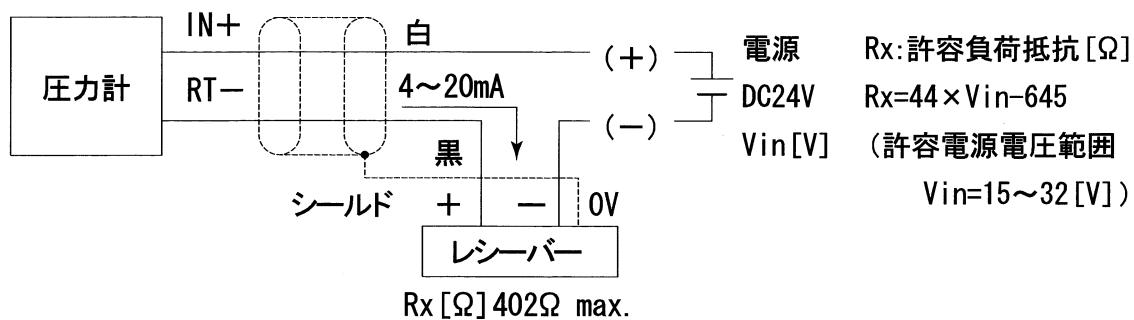 IN+
白
圧力計
RT−
4～20mA
黒
シールド
+
−
0V
レシーバー
Rx[Ω]402Ω max.
(+)
(−)
電源
DC24V
Vin[V]
Rx:許容負荷抵抗[Ω]
Rx=44×Vin-645
(許容電源電圧範囲
Vin=15～32[V])